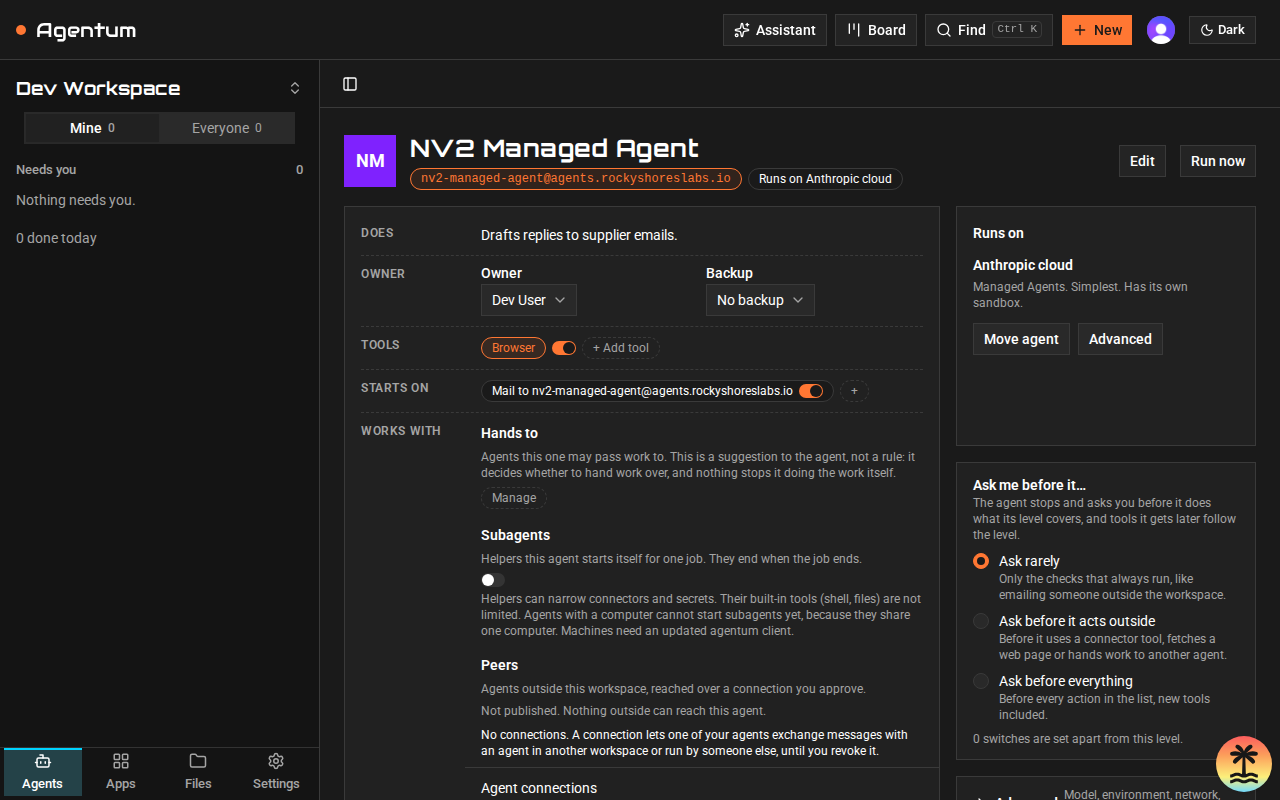 Agentum
Assistant
Board
Find Ctrl K
New
Dark
Dev Workspace
Mine 0
Everyone 0
Needs you 0
Nothing needs you.
0 done today
Agents
Apps
Files
Settings
NM
NV2 Managed Agent
nv2-managed-agent@agents.rockyshoreslabs.io
Runs on Anthropic cloud
Edit
Run now
DOES
Drafts replies to supplier emails.
OWNER
Owner
Dev User
Backup
No backup
TOOLS
Browser
+ Add tool
STARTS ON
Mail to nv2-managed-agent@agents.rockyshoreslabs.io
+
WORKS WITH
Hands to
Agents this one may pass work to. This is a suggestion to the agent, not a rule: it
decides whether to hand work over, and nothing stops it doing the work itself.
Manage
Subagents
Helpers this agent starts itself for one job. They end when the job ends.
Helpers can narrow connectors and secrets. Their built-in tools (shell, files) are not
limited. Agents with a computer cannot start subagents yet, because they share
one computer. Machines need an updated agentum client.
Peers
Agents outside this workspace, reached over a connection you approve.
Not published. Nothing outside can reach this agent.
No connections. A connection lets one of your agents exchange messages with
an agent in another workspace or run by someone else, until you revoke it.
Agent connections
Runs on
Anthropic cloud
Managed Agents. Simplest. Has its own
sandbox.
Move agent
Advanced
Ask me before it…
The agent stops and asks you before it does
what its level covers, and tools it gets later follow
the level.
Ask rarely
Only the checks that always run, like
emailing someone outside the workspace.
Ask before it acts outside
Before it uses a connector tool, fetches a
web page or hands work to another agent.
Ask before everything
Before every action in the list, new tools
included.
0 switches are set apart from this level.
Model, environment, network,